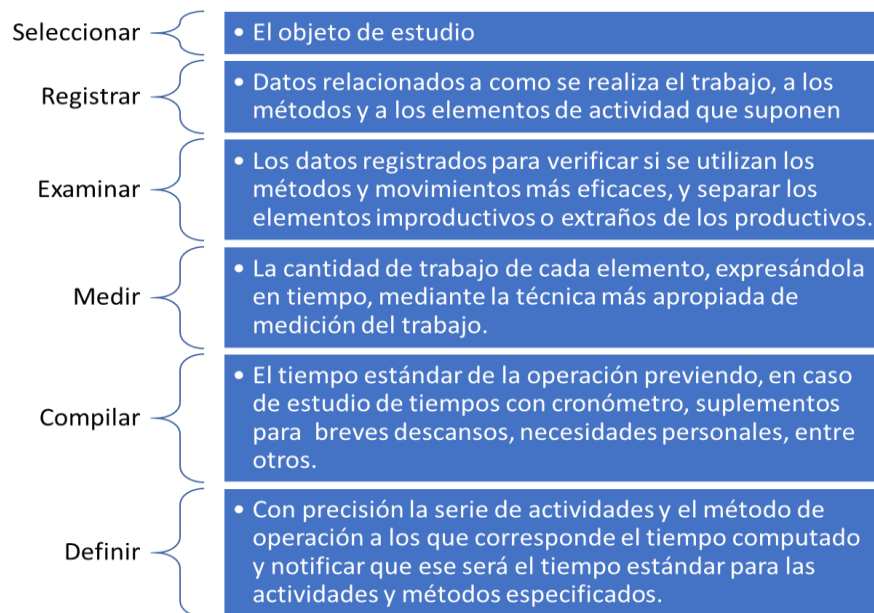 Seleccionar
• El objeto de estudio
Registrar
• Datos relacionados a como se realiza el trabajo, a los
métodos y a los elementos de actividad que suponen
Examinar
• Los datos registrados para verificar si se utilizan los
métodos y movimientos más eficaces, y separar los
elementos improductivos o extraños de los productivos.
Medir
• La cantidad de trabajo de cada elemento, expresándola
en tiempo, mediante la técnica más apropiada de
medición del trabajo.
Compilar
• El tiempo estándar de la operación previendo, en caso
de estudio de tiempos con cronómetro, suplementos
para breves descansos, necesidades personales, entre
otros.
Definir
• Con precisión la serie de actividades y el método de
operación a los que corresponde el tiempo computado
y notificar que ese será el tiempo estándar para las
actividades y métodos especificados.